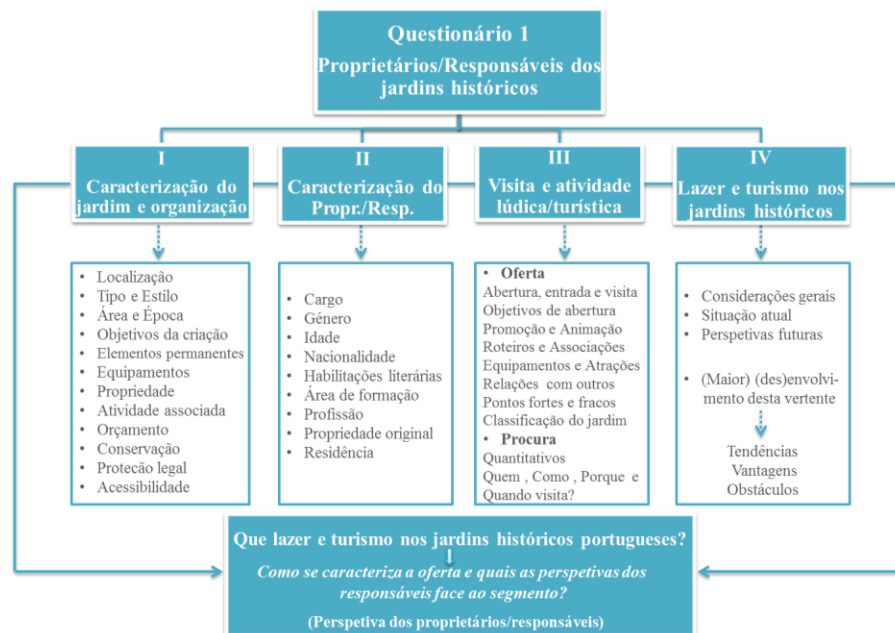 Questionário 1
Proprietários/Responsáveis dos
jardins históricos
I
Caracterização do
jardim e organização
II
Caracterização do
Propr./Resp.
III
Visita e atividade
lúdica/turística
IV
Lazer e turismo nos
jardins históricos
• Localização
• Tipo e Estilo
• Área e Época
• Objetivos da criação
• Elementos permanentes
• Equipamentos
• Propriedade
• Atividade associada
• Orçamento
• Conservação
• Protecão legal
• Acessibilidade
• Cargo
• Género
• Idade
• Nacionalidade
• Habilitações literárias
• Área de formação
• Profissão
• Propriedade original
• Residência
• Oferta
Abertura, entrada e visita
Objetivos de abertura
Promoção e Animação
Roteiros e Associações
Equipamentos e Atrações
Relações com outros
Pontos fortes e fracos
Classificação do jardim
• Procura
Quantitativos
Quem , Como , Porque e
Quando visita?
• Considerações gerais
• Situação atual
• Perspetivas futuras
• (Maior) (des)envolvi-
mento desta vertente
Tendências
Vantagens
Obstáculos
Que lazer e turismo nos jardins históricos portugueses?
Como se caracteriza a oferta e quais as perspetivas dos
responsáveis face ao segmento?
(Perspetiva dos proprietários/responsáveis)